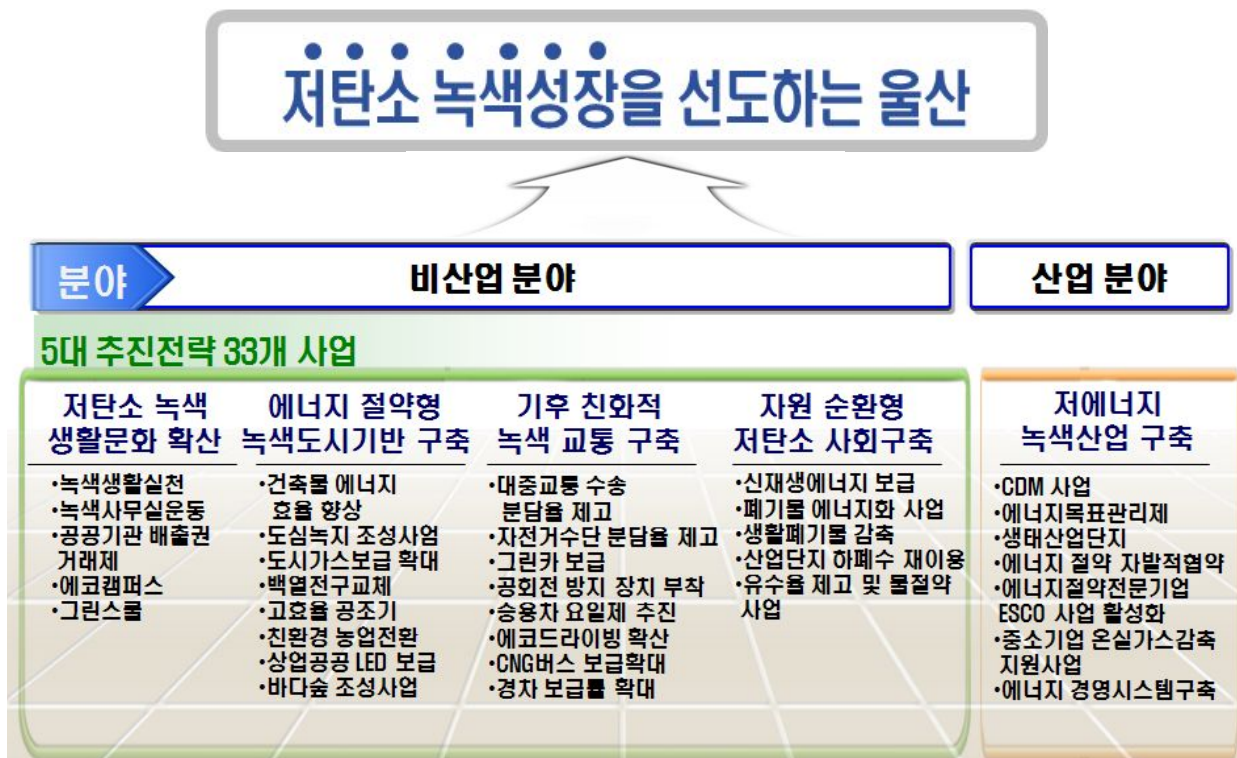 저탄소 녹색성장을 선도하는 울산
분야
비산업 분야
산업 분야
5대 추진전략 33개 사업
저탄소 녹색
생활문화 확산
•녹색생활실천
•녹색사무실운동
•공공기관 배출권
거래제
•에코캠퍼스
•그린스쿨
에너지 절약형
녹색도시기반 구축
•건축물 에너지
효율 향상
•도심녹지 조성사업
•도시가스보급 확대
•백열전구교체
•고효율 공조기
•친환경 농업전환
•상업공공 LED 보급
•바다숲 조성사업
기후 친화적
녹색 교통 구축
•대중교통 수송
분담율 제고
•자전거수단 분담율 제고
•그린카 보급
•공회전 방지 장치 부착
•승용차 요일제 추진
•에코드라이빙 확산
•CNG버스 보급확대
•경차 보급률 확대
자원 순환형
저탄소 사회구축
•신재생에너지 보급
•폐기물 에너지화 사업
•생활폐기물 감축
•산업단지 하폐수 재이용
•유수율 제고 및 물절약
사업
저에너지
녹색산업 구축
•CDM 사업
•에너지목표관리제
•생태산업단지
•에너지 절약 자발적협약
•에너지절약전문기업
ESCO 사업 활성화
•중소기업 온실가스감축
지원사업
•에너지 경영시스템구축